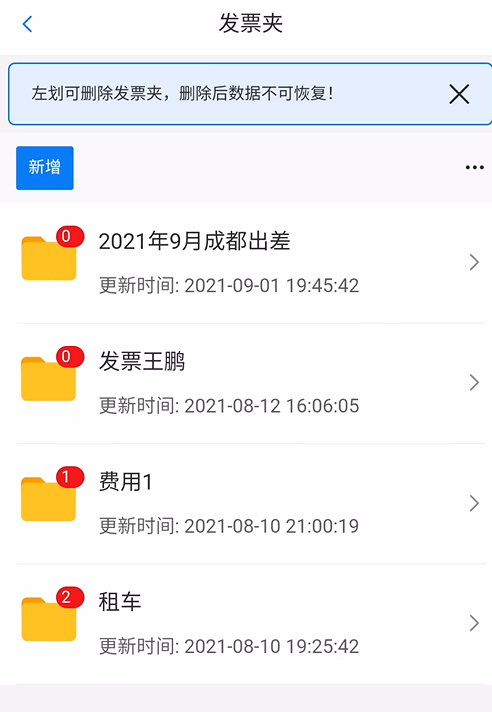 发票夹
左划可删除发票夹，删除后数据不可恢复！
新增
0
2021年9月成都出差
更新时间: 2021-09-01 19:45:42
0
发票王鹏
更新时间: 2021-08-12 16:06:05
1
费用1
更新时间: 2021-08-10 21:00:19
2
租车
更新时间: 2021-08-10 19:25:42